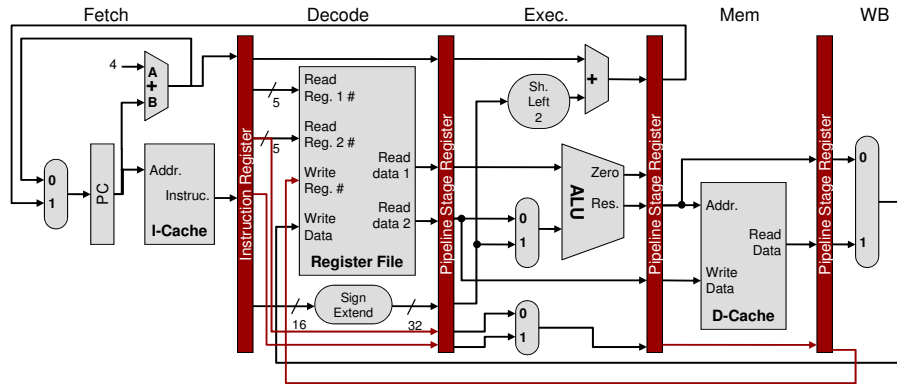 Fetch
Decode
Exec.
Mem
WB
4
A
+
B
0
1
PC
Addr.
Instruc.
I-Cache
Instruction Register
5
5
16
Read
Reg. 1 #
Read
Reg. 2 #
Write
Reg. #
Write
Data
Read
data 1
Read
data 2
Register File
Sign
Extend
32
Pipeline Stage Register
Sh.
Left
2
+
0
1
ALU
Zero
Res.
0
1
Pipeline Stage Register
Addr.
Read
Data
Write
Data
D-Cache
Pipeline Stage Register
0
1